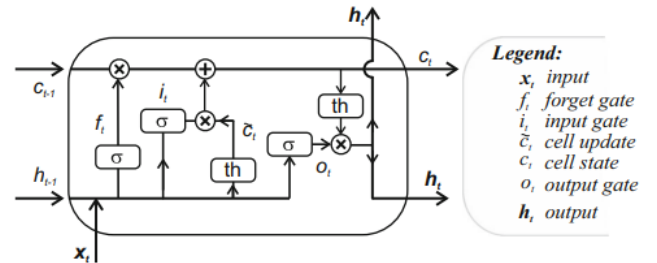 h_t
c_t
c_{t-1}
i_t
f_t
th
σ
c̃_t
σ
σ
th
o_t
h_{t-1}
h_t
x_t
Legend:
x_t input
f_t forget gate
i_t input gate
c̃_t cell update
c_t cell state
o_t output gate
h_t output